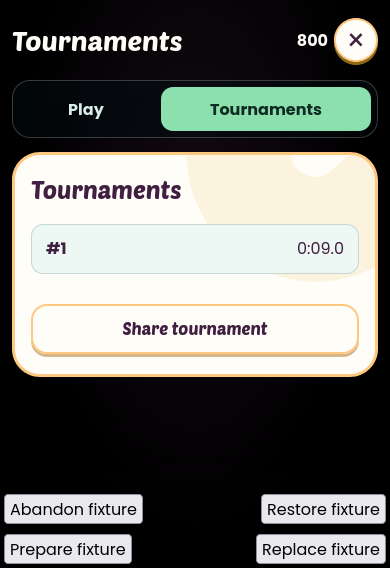 Tournaments
800 ✕
Play Tournaments
Tournaments
#1 0:09.0
Share tournament
Abandon fixture Restore fixture
Prepare fixture Replace fixture